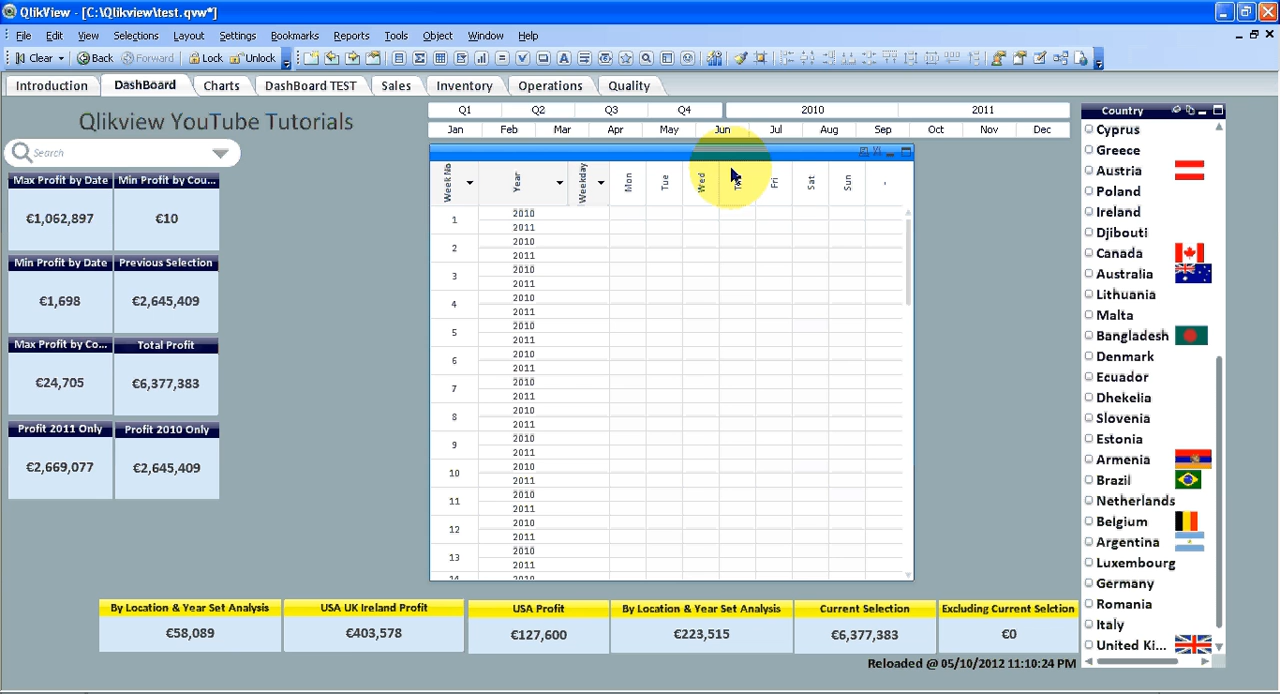 QlikView - [C:\Qlikview\test.qvw*]
File Edit View Selections Layout Settings Bookmarks Reports Tools Object Window Help
Clear Back Forward Lock Unlock
Introduction DashBoard Charts DashBoard TEST Sales Inventory Operations Quality
Qlikview YouTube Tutorials
Search
Max Profit by Date Min Profit by Cou...
€1,062,897 €10
Min Profit by Date Previous Selection
€1,698 €2,645,409
Max Profit by Co... Total Profit
€24,705 €6,377,383
Profit 2011 Only Profit 2010 Only
€2,669,077 €2,645,409
Q1 Q2 Q3 Q4 2010 2011
Jan Feb Mar Apr May Jun Jul Aug Sep Oct Nov Dec
XL
Week No Year Weekday Mon Tue Wed Fri Sat Sun -
1 2010
2011
2 2010
2011
3 2010
2011
4 2010
2011
5 2010
2011
6 2010
2011
7 2010
2011
8 2010
2011
9 2010
2011
10 2010
2011
11 2010
2011
12 2010
2011
13 2010
2011
14 2010
Country
Cyprus
Greece
Austria
Poland
Ireland
Djibouti
Canada
Australia
Lithuania
Malta
Bangladesh
Denmark
Ecuador
Dhekelia
Slovenia
Estonia
Armenia
Brazil
Netherlands
Belgium
Argentina
Luxembourg
Germany
Romania
Italy
United Ki...
By Location & Year Set Analysis USA UK Ireland Profit USA Profit By Location & Year Set Analysis Current Selection Excluding Current Selction
€58,089 €403,578 €127,600 €223,515 €6,377,383 €0
Reloaded @ 05/10/2012 11:10:24 PM